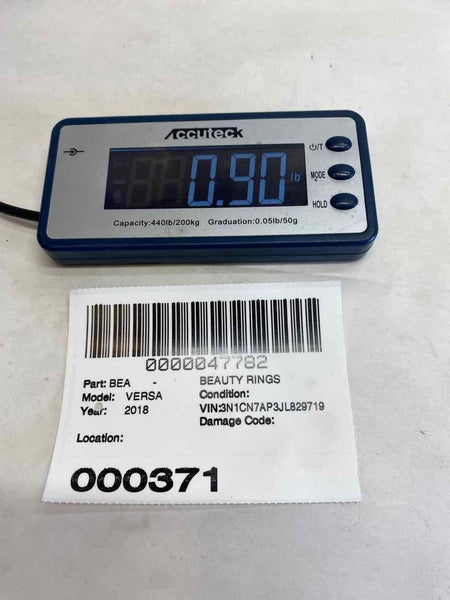 Accuteck
0.90 lb
⏻/T
MODE
HOLD
Capacity:440lb/200kg Graduation:0.05lb/50g
0000047782
Part: BEA - BEAUTY RINGS
Model: VERSA Condition:
Year: 2018 VIN:3N1CN7AP3JL829719
Damage Code:
Location:
000371